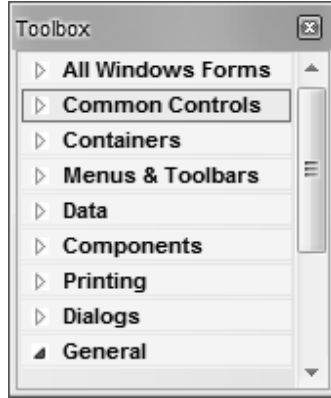 Toolbox
All Windows Forms
Common Controls
Containers
Menus & Toolbars
Data
Components
Printing
Dialogs
General